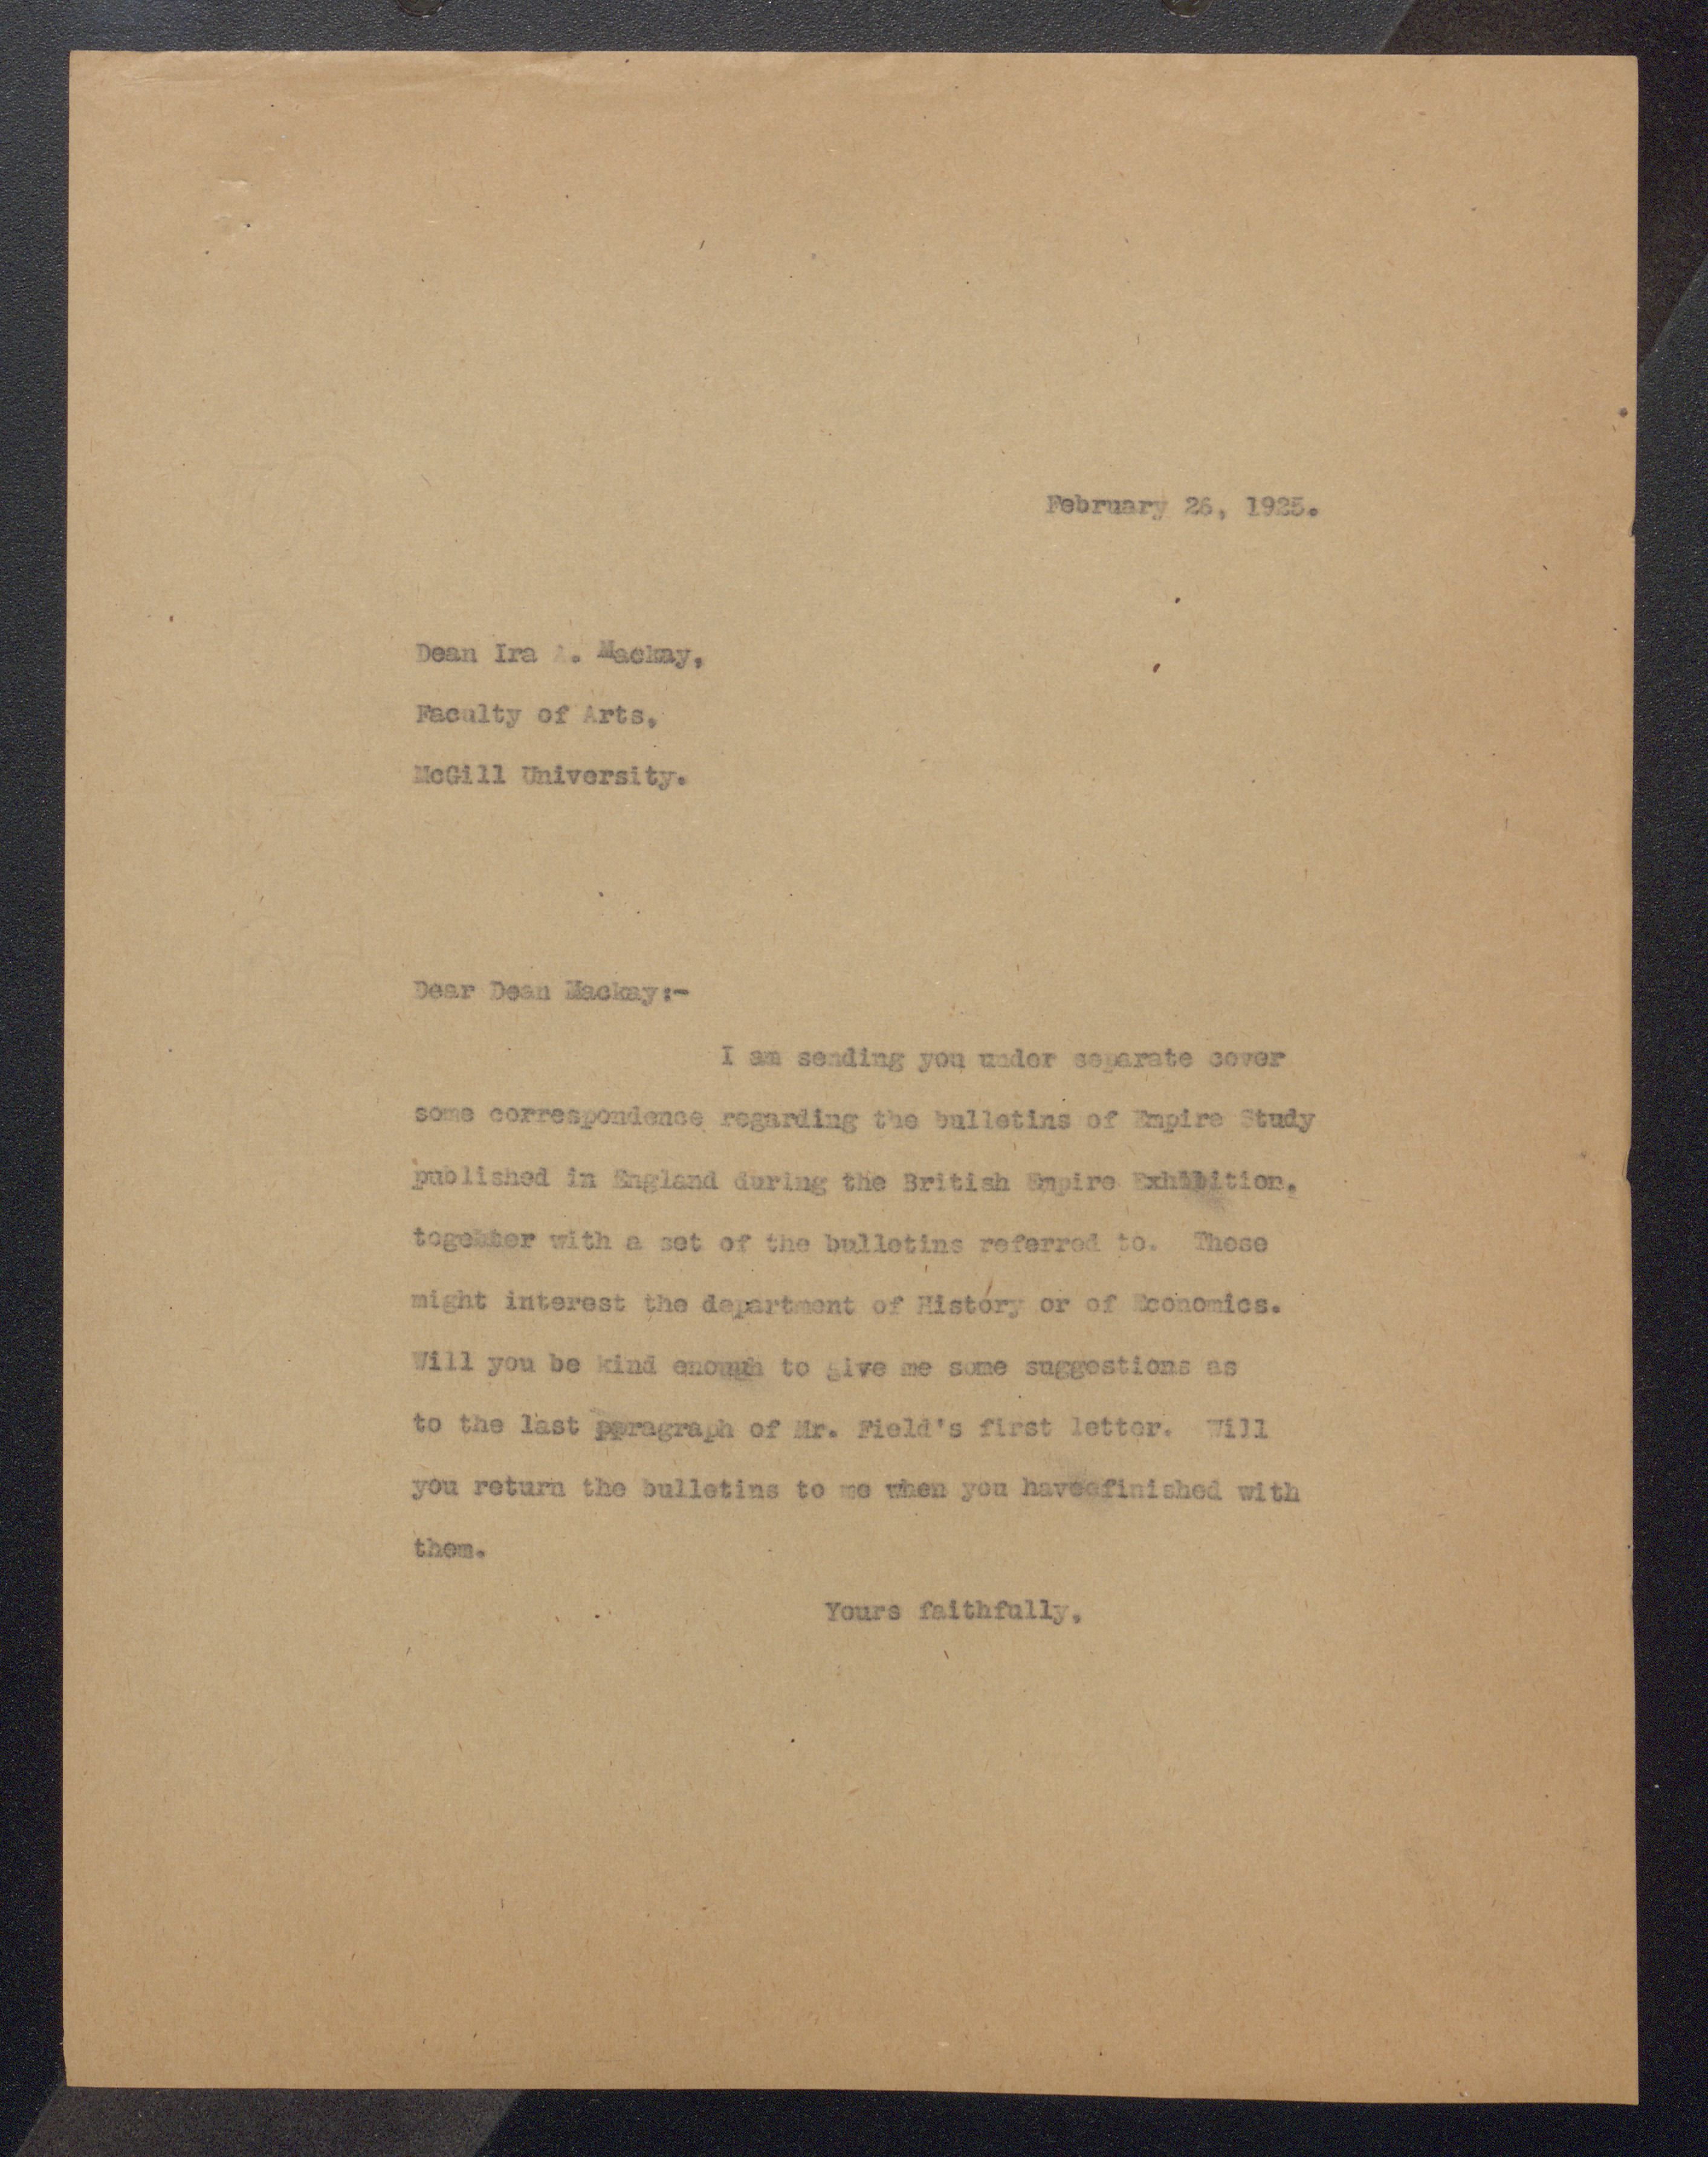 February 26, 1925.
Dean Ira A. Mackay,
Faculty of Arts,
McGill University.
Dear Dean Mackay:-
I am sending you under separate cover
some correspondence regarding the bulletins of Empire Study
published in England during the British Empire Exhibition,
together with a set of the bulletins referred to. These
might interest the department of History or of Economics.
Will you be kind enough to give me some suggestions as
to the last paragraph of Mr. Field's first letter. Will
you return the bulletins to me when you have finished with
them.
Yours faithfully,